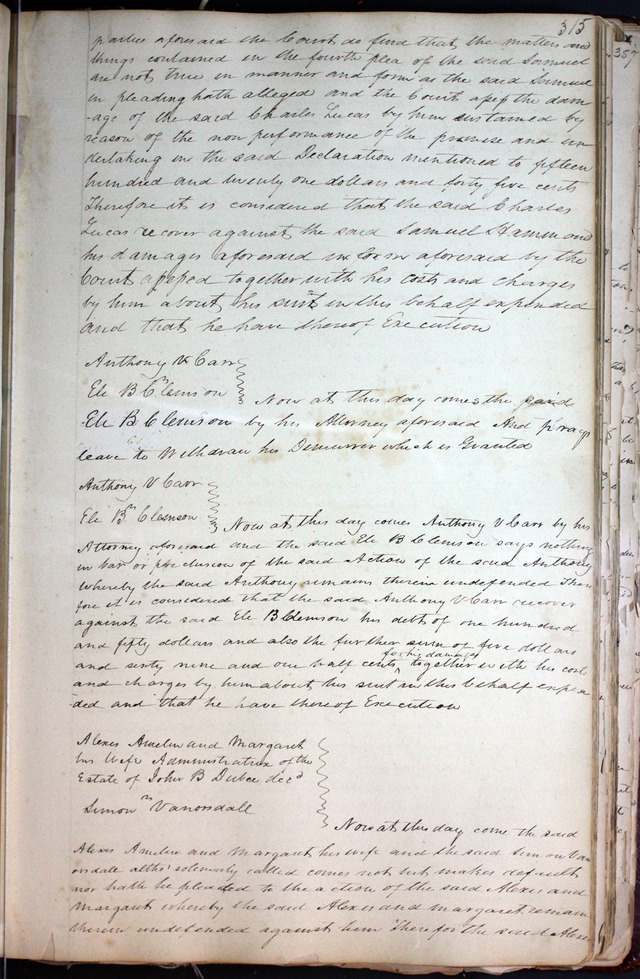 315
parties aforesaid the Court do find that the matters and
things contained in the fourth plea of the said Samuel
are not true in manner and form as the said Samuel
in pleading hath alledged and the Court assess the dam
-age of the said Charles Lucas by him sustained by
reason of the non performance of the promise and un
dertaking in the said Declaration mentioned to fifteen
hundred and twenty one dollars and forty five cents
Therefore it is considered that the said Charles
Lucas recover against the said Samuel Hammond
his damages aforesaid in form aforesaid by the
Court assessed together with his costs and charges
by him about his suit in this behalf expended
and that he have thereof Execution
Anthony V Carr
vs
Ele B Clemson Now at this day comes the said
Ele B Clemson by his Attorney aforesaid And prays
leave to Withdraw his Demurrer which is Granted
Anthony V Carr
vs
Ele B Clemson Now at this day comes Anthony V Carr by his
Attorney aforesaid and the said Ele B Clemson says nothing
in bar or preclusion of the said Action of the said Anthony
whereby the said Anthony remains therein undefended There
fore it is considered that the said Anthony V Carr recover
against the said Ele B Clemson his debt of one hundred
and fifty dollars and also the further sum of five dollars
and sixty nine and one half cents for his damages together with his cost
and charges by him about his suit in this behalf expen
ded and that he have thereof Execution
Alexis Amelin and Margaret
his Wife Administratrix of the
Estate of John B Dubee, decd
vs
Simon Vanorsdall
Now at this day come the said
Alexis Amelin and Margaret his wife and the said Simon Van
orsdale altho' solemnly called comes not but makes default
nor hath he pleaded to the action of the said Alexis and
Margaret whereby the said Alexis and Margaret remain
therein undefended against him Therefor the said Alexis
357